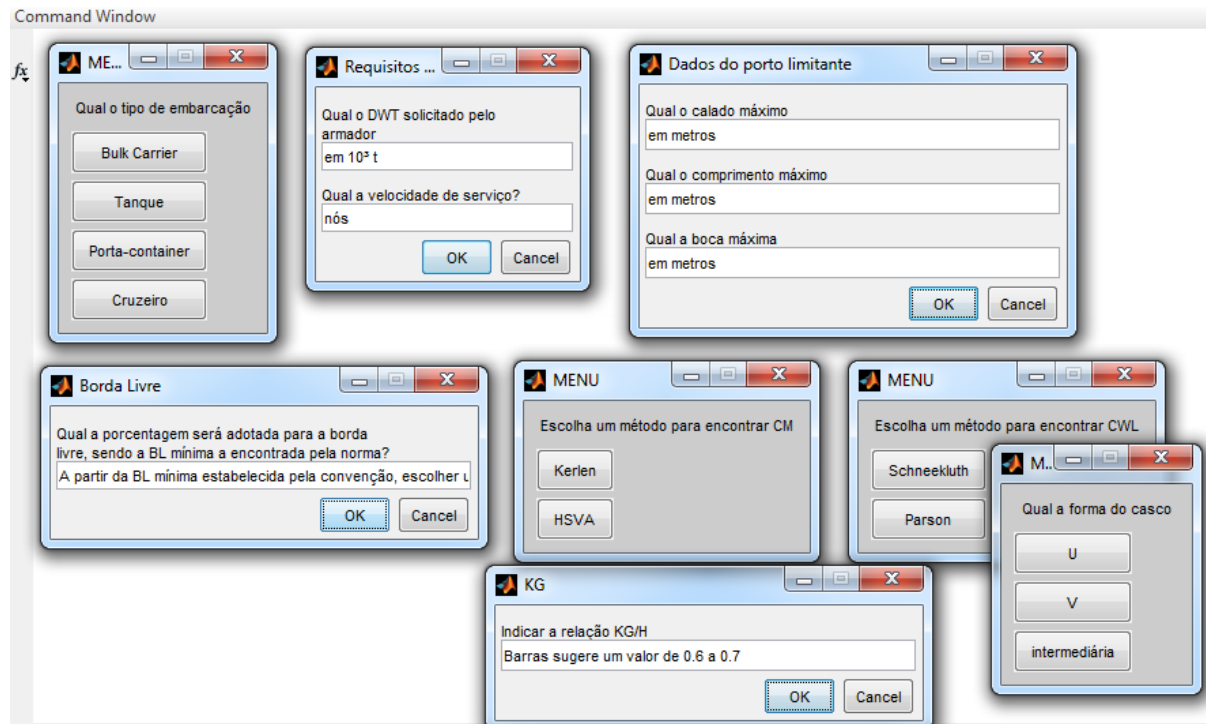 Command Window
fx
ME...
Qual o tipo de embarcação
Bulk Carrier
Tanque
Porta-container
Cruzeiro
Requisitos ...
Qual o DWT solicitado pelo
armador
em 10³ t
Qual a velocidade de serviço?
nós
OK
Cancel
Dados do porto limitante
Qual o calado máximo
em metros
Qual o comprimento máximo
em metros
Qual a boca máxima
em metros
OK
Cancel
Borda Livre
Qual a porcentagem será adotada para a borda
livre, sendo a BL mínima a encontrada pela norma?
A partir da BL mínima estabelecida pela convenção, escolher
OK
Cancel
MENU
Escolha um método para encontrar CM
Kerlen
HSVA
MENU
Escolha um método para encontrar CWL
Schneekluth
Parson
M...
Qual a forma do casco
U
V
intermediária
KG
Indicar a relação KG/H
Barras sugere um valor de 0.6 a 0.7
OK
Cancel